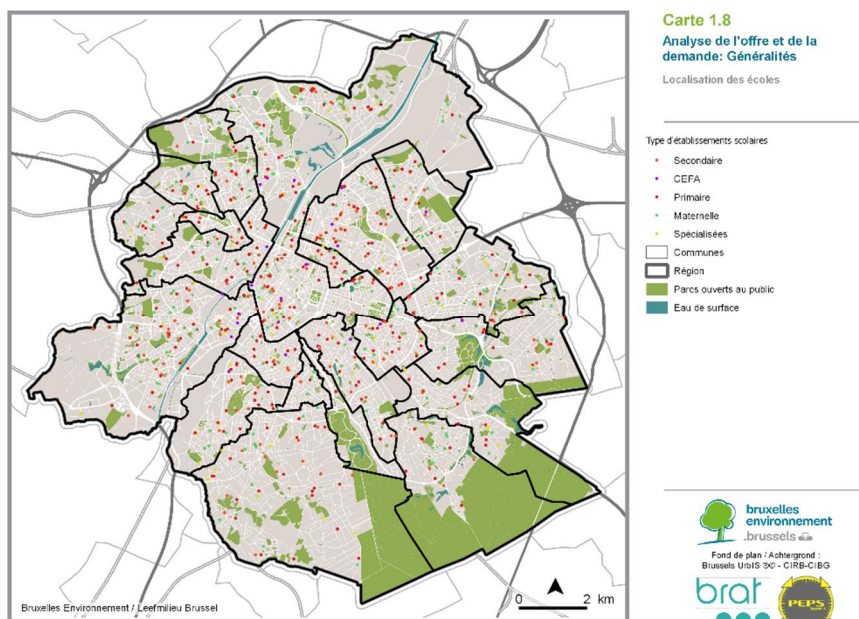 Carte 1.8
Analyse de l'offre et de la
demande: Généralités
Localisation des écoles
Type d'établissements scolaires
Secondaire
CEFA
Primaire
Maternelle
Spécialisées
Communes
Région
Parcs ouverts au public
Eau de surface
bruxelles
environnement
.brussels
Fond de plan / Achtergrond :
Brussels UrbIS ®© - CIRB-CIBG
brat
PEPS
Bruxelles Environnement / Leefmilieu Brussel
0 2 km